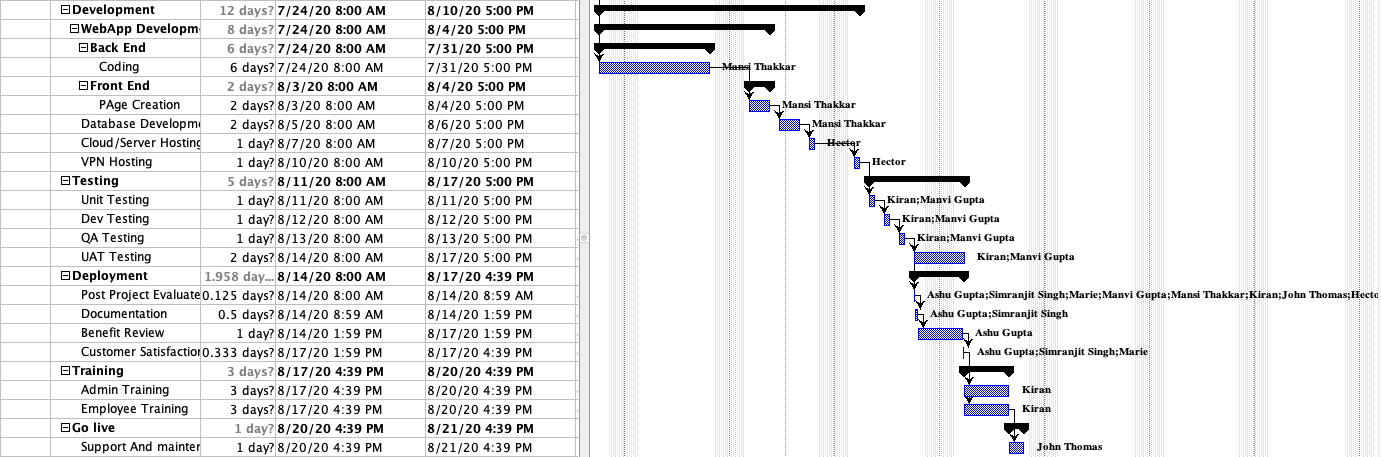 Development 12 days? 7/24/20 8:00 AM 8/10/20 5:00 PM
WebApp Developm 8 days? 7/24/20 8:00 AM 8/4/20 5:00 PM
Back End 6 days? 7/24/20 8:00 AM 7/31/20 5:00 PM
Coding 6 days? 7/24/20 8:00 AM 7/31/20 5:00 PM Mansi Thakkar
Front End 2 days? 8/3/20 8:00 AM 8/4/20 5:00 PM
PAge Creation 2 days? 8/3/20 8:00 AM 8/4/20 5:00 PM Mansi Thakkar
Database Developme 2 days? 8/5/20 8:00 AM 8/6/20 5:00 PM Mansi Thakkar
Cloud/Server Hosting 1 day? 8/7/20 8:00 AM 8/7/20 5:00 PM Hector
VPN Hosting 1 day? 8/10/20 8:00 AM 8/10/20 5:00 PM Hector
Testing 5 days? 8/11/20 8:00 AM 8/17/20 5:00 PM
Unit Testing 1 day? 8/11/20 8:00 AM 8/11/20 5:00 PM Kiran;Manvi Gupta
Dev Testing 1 day? 8/12/20 8:00 AM 8/12/20 5:00 PM Kiran;Manvi Gupta
QA Testing 1 day? 8/13/20 8:00 AM 8/13/20 5:00 PM Kiran;Manvi Gupta
UAT Testing 2 days? 8/14/20 8:00 AM 8/17/20 5:00 PM Kiran;Manvi Gupta
Deployment 1.958 day... 8/14/20 8:00 AM 8/17/20 4:39 PM
Post Project Evaluate 0.125 days? 8/14/20 8:00 AM 8/14/20 8:59 AM Ashu Gupta;Simranjit Singh;Marie;Manvi Gupta;Mansi Thakkar;Kiran;John Thomas;Hecto
Documentation 0.5 days? 8/14/20 8:59 AM 8/14/20 1:59 PM Ashu Gupta;Simranjit Singh
Benefit Review 1 day? 8/14/20 1:59 PM 8/17/20 1:59 PM Ashu Gupta
Customer Satisfaction 0.333 days? 8/17/20 1:59 PM 8/17/20 4:39 PM Ashu Gupta;Simranjit Singh;Marie
Training 3 days? 8/17/20 4:39 PM 8/20/20 4:39 PM
Admin Training 3 days? 8/17/20 4:39 PM 8/20/20 4:39 PM Kiran
Employee Training 3 days? 8/17/20 4:39 PM 8/20/20 4:39 PM Kiran
Go live 1 day? 8/20/20 4:39 PM 8/21/20 4:39 PM
Support And mainter 1 day? 8/20/20 4:39 PM 8/21/20 4:39 PM John Thomas